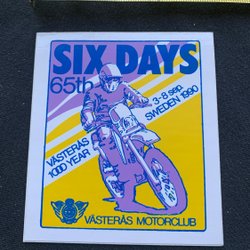 SIX DAYS
65th
3-8 sep.
SWEDEN 1990
VÄSTERÅS
1000 YEAR
VÄSTERÅS MOTORCLUB